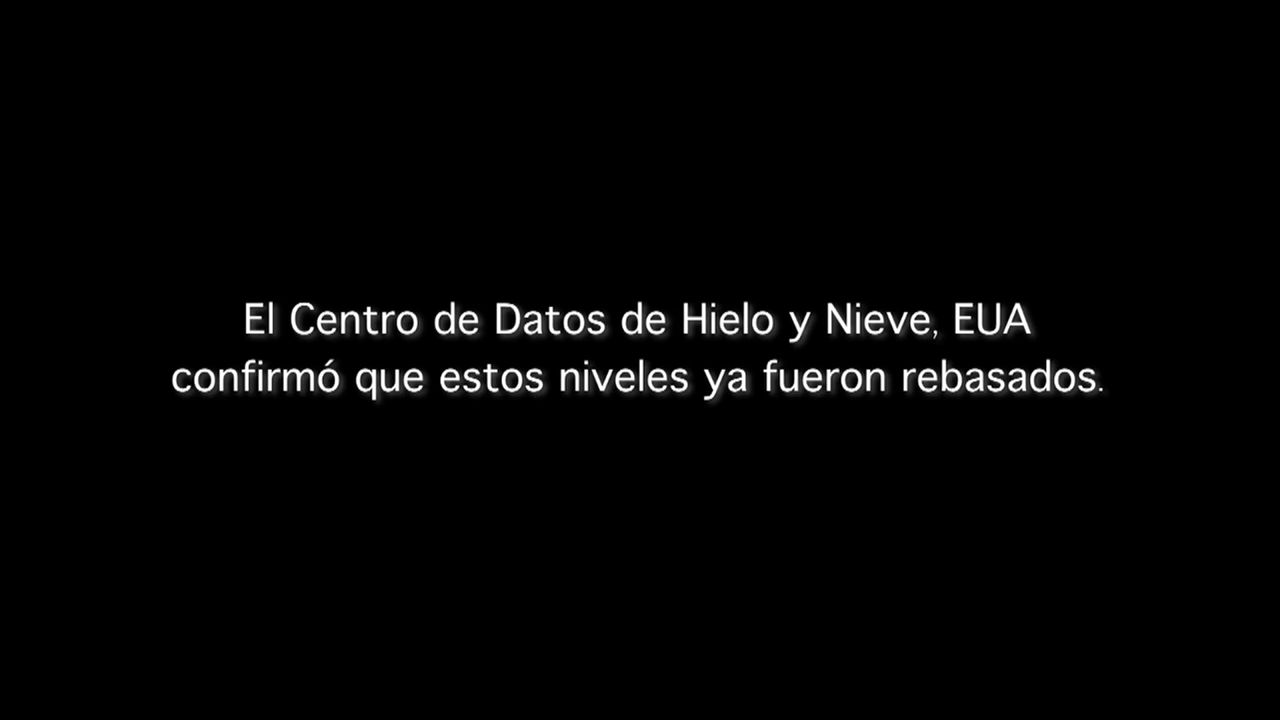 El Centro de Datos de Hielo y Nieve, EUA
confirmó que estos niveles ya fueron rebasados.